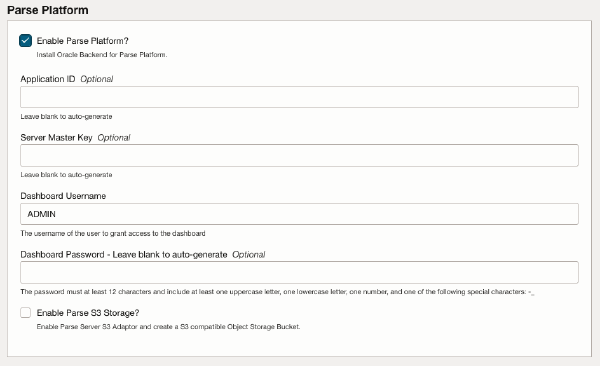 Parse Platform
Enable Parse Platform?
Install Oracle Backend for Parse Platform.
Application ID Optional
Leave blank to auto-generate
Server Master Key Optional
Leave blank to auto-generate
Dashboard Username
ADMIN
The username of the user to grant access to the dashboard
Dashboard Password - Leave blank to auto-generate Optional
The password must at least 12 characters and include at least one uppercase letter, one lowercase letter, one number, and one of the following special characters: -_
Enable Parse S3 Storage?
Enable Parse Server S3 Adaptor and create a S3 compatible Object Storage Bucket.